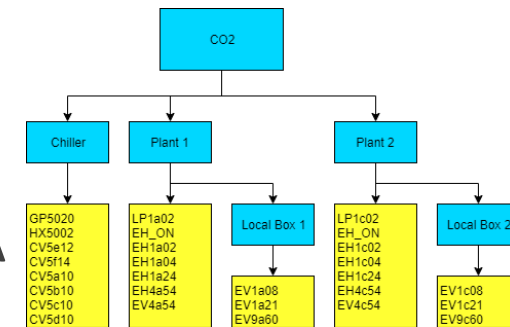 CO2
Chiller
Plant 1
Plant 2
GP5020
HX5002
CV5e12
CV5f14
CV5a10
CV5b10
CV5c10
CV5d10
LP1a02
EH_ON
EH1a02
EH1a04
EH1a24
EH4a54
EV4a54
Local Box 1
EV1a08
EV1a21
EV9a60
LP1c02
EH_ON
EH1c02
EH1c04
EH1c24
EH4c54
EV4c54
Local Box 2
EV1c08
EV1c21
EV9c60